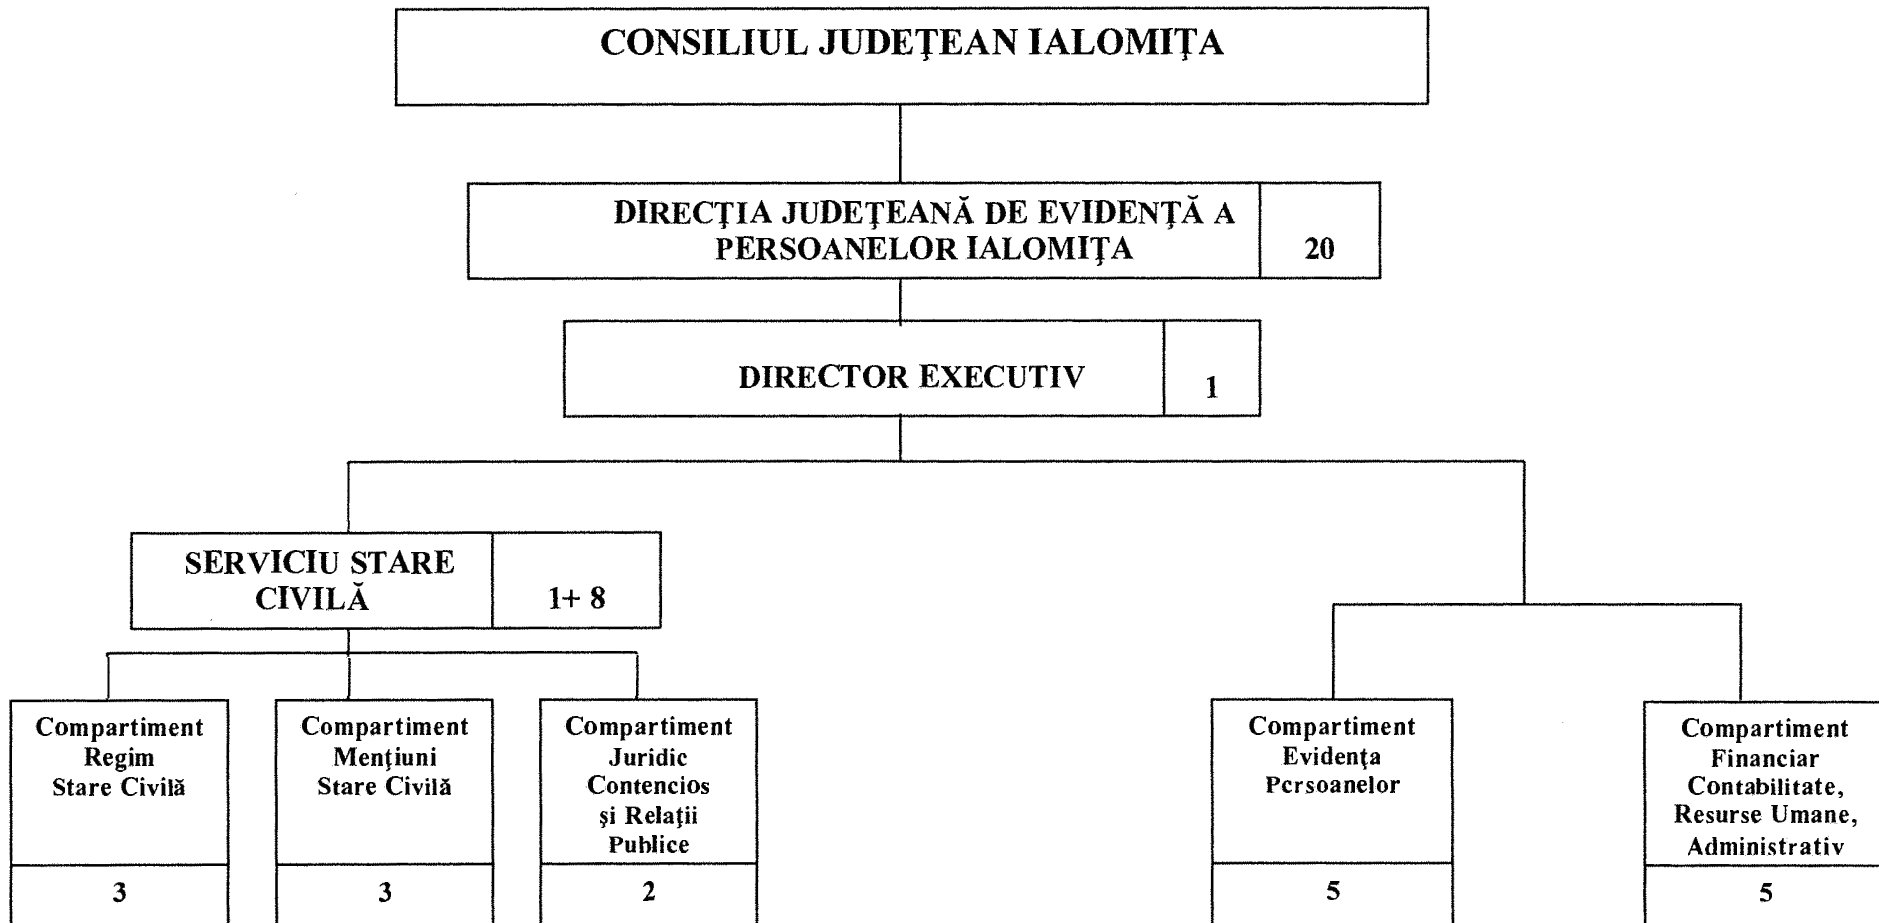 CONSILIUL JUDEŢEAN IALOMIŢA
DIRECŢIA JUDEŢEANĂ DE EVIDENŢĂ A
PERSOANELOR IALOMIŢA
20
DIRECTOR EXECUTIV
1
SERVICIU STARE
CIVILĂ
1+ 8
Compartiment
Regim
Stare Civilă
3
Compartiment
Menţiuni
Stare Civilă
3
Compartiment
Juridic
Contencios
şi Relaţii
Publice
2
Compartiment
Evidenţa
Persoanelor
5
Compartiment
Financiar
Contabilitate,
Resurse Umane,
Administrativ
5